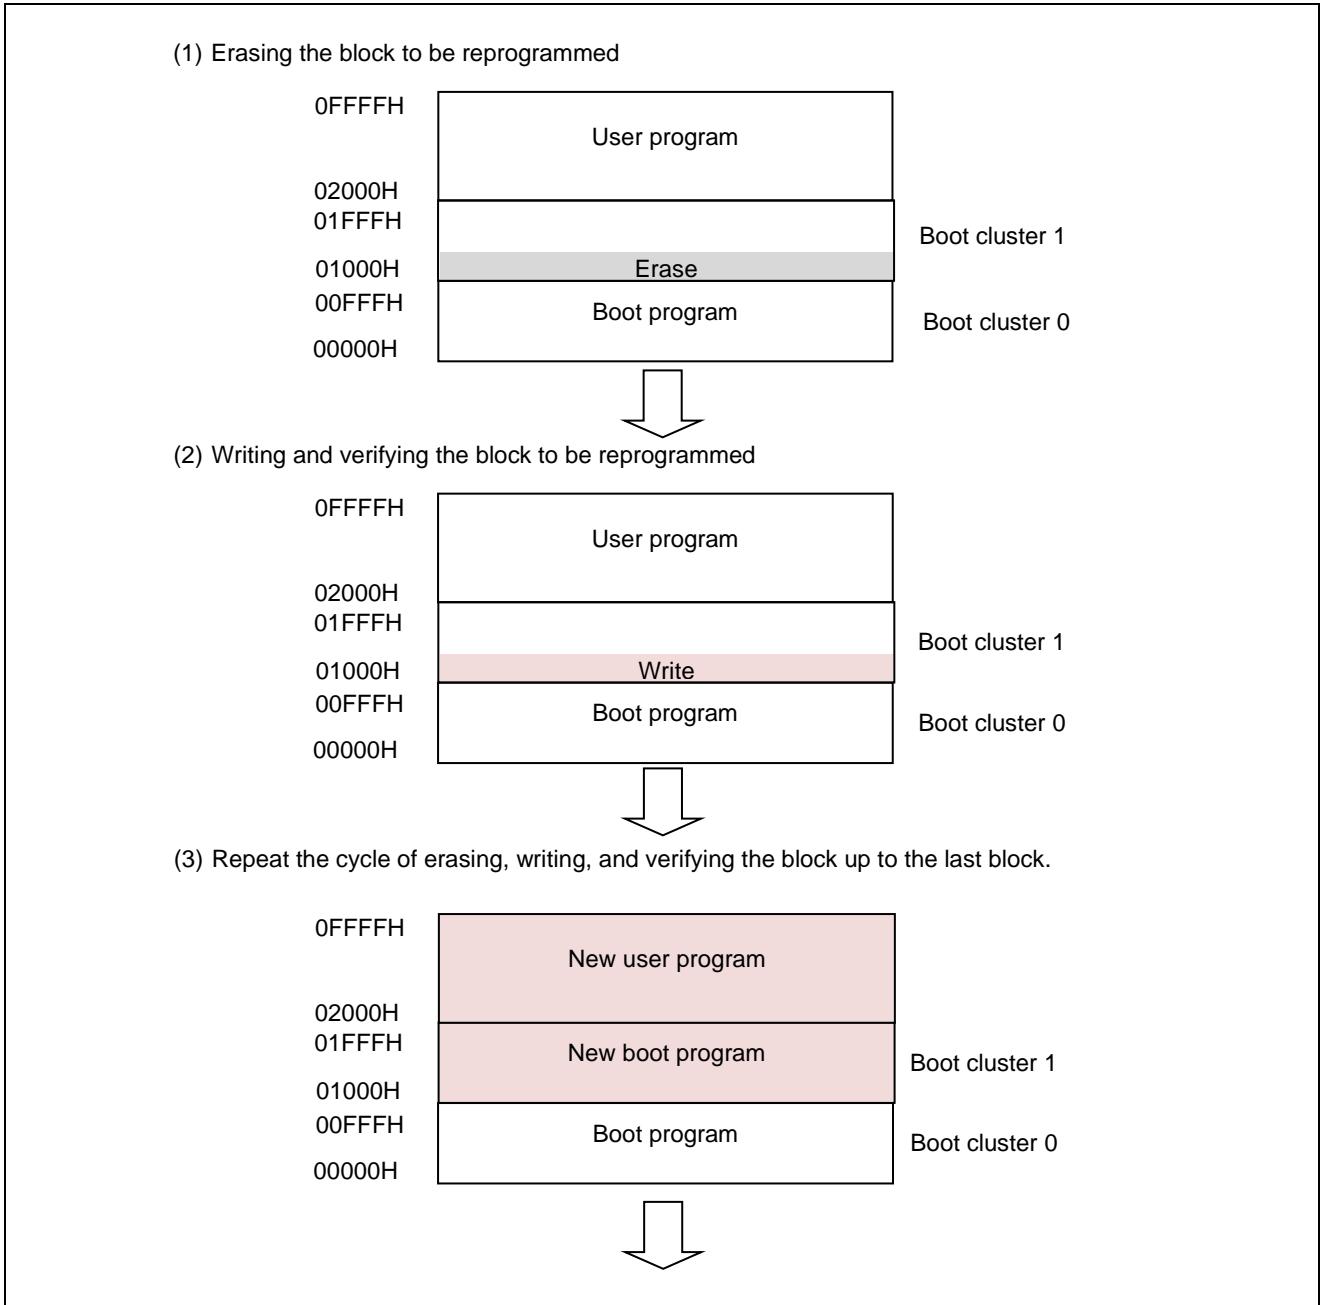 (1) Erasing the block to be reprogrammed
0FFFFH
User program
02000H
01FFFH
Boot cluster 1
01000H
Erase
00FFFH
Boot program
Boot cluster 0
00000H
(2) Writing and verifying the block to be reprogrammed
0FFFFH
User program
02000H
01FFFH
Boot cluster 1
01000H
Write
00FFFH
Boot program
Boot cluster 0
00000H
(3) Repeat the cycle of erasing, writing, and verifying the block up to the last block.
0FFFFH
New user program
02000H
01FFFH
New boot program
Boot cluster 1
01000H
00FFFH
Boot program
Boot cluster 0
00000H